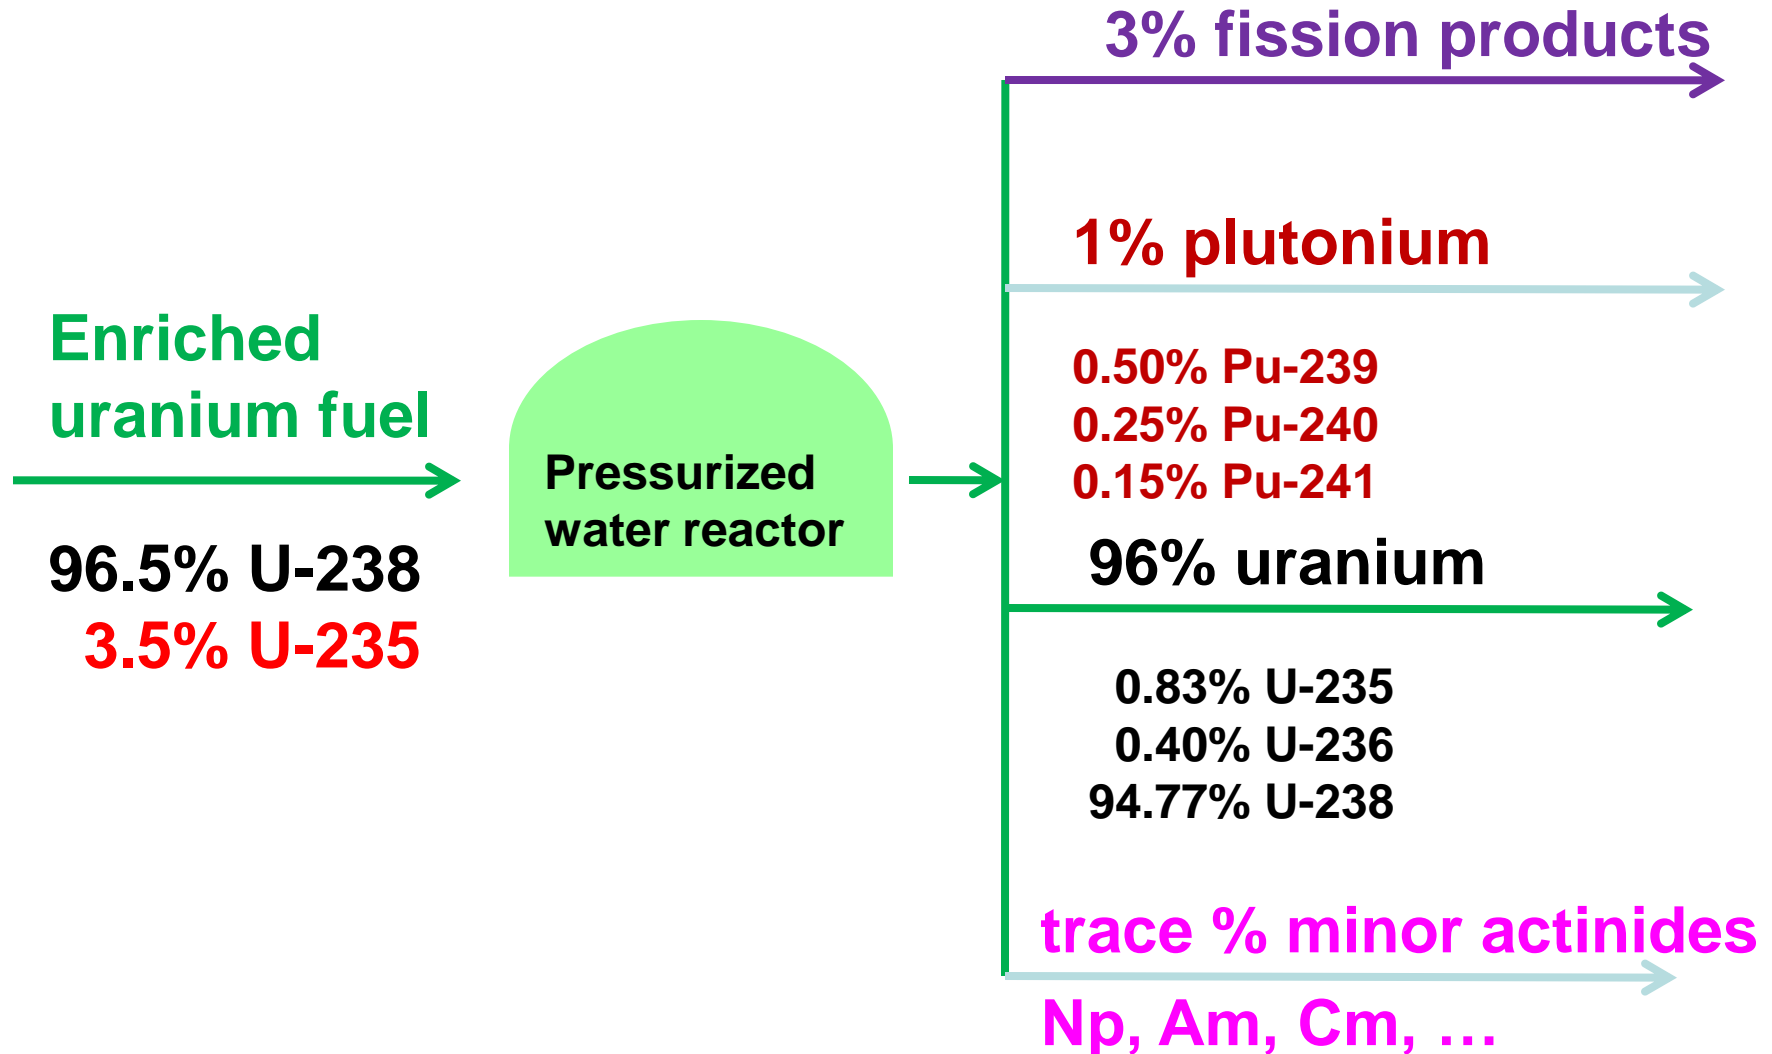 3% fission products
1% plutonium
Enriched
uranium fuel
0.50% Pu-239
0.25% Pu-240
0.15% Pu-241
Pressurized
water reactor
96.5% U-238
3.5% U-235
96% uranium
0.83% U-235
0.40% U-236
94.77% U-238
trace % minor actinides
Np, Am, Cm, …